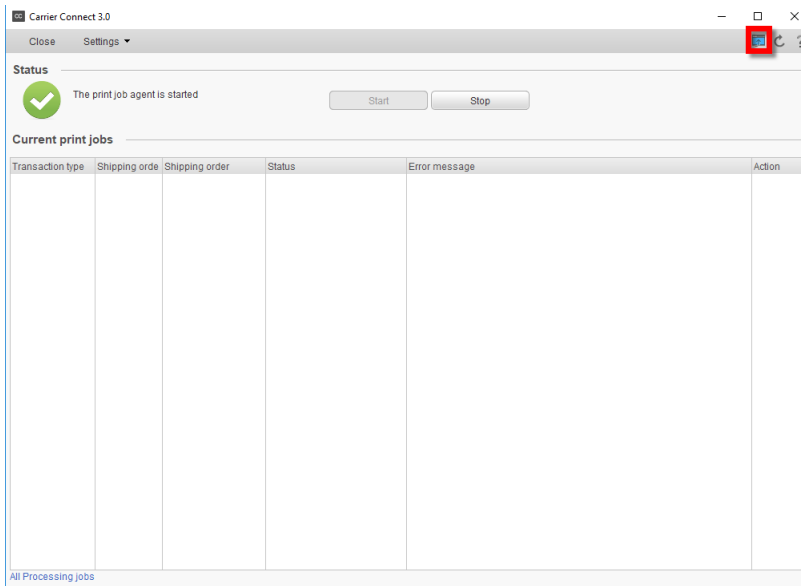 CC Carrier Connect 3.0
Close Settings
Status
The print job agent is started Start Stop
Current print jobs
Transaction type Shipping orde Shipping order Status Error message Action
All Processing jobs